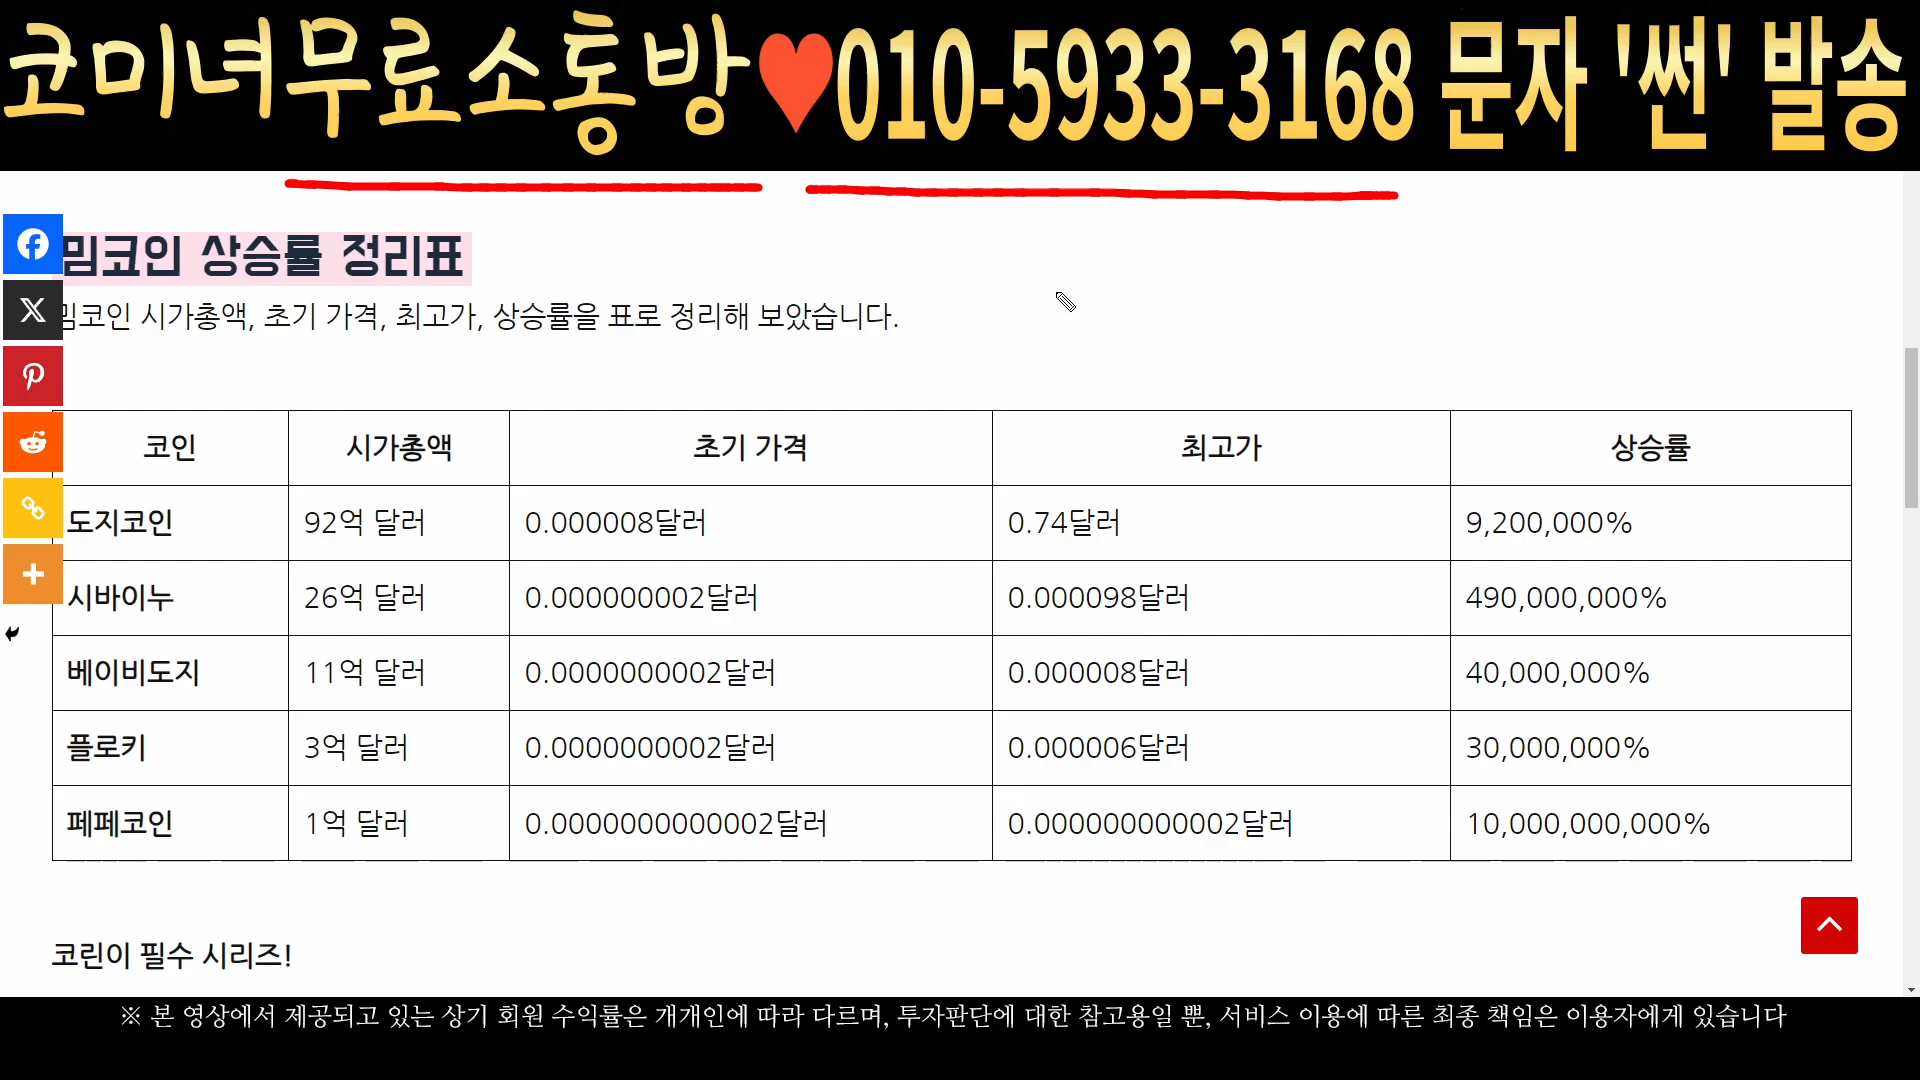 코미녀무료소통방♥010-5933-3168 문자 '썬' 발송
밈코인 상승률 정리표
밈코인 시가총액, 초기 가격, 최고가, 상승률을 표로 정리해 보았습니다.
코인 시가총액 초기 가격 최고가 상승률
도지코인 92억 달러 0.000008달러 0.74달러 9,200,000%
시바이누 26억 달러 0.000000002달러 0.000098달러 490,000,000%
베이비도지 11억 달러 0.0000000002달러 0.000008달러 40,000,000%
플로키 3억 달러 0.0000000002달러 0.000006달러 30,000,000%
페페코인 1억 달러 0.0000000000002달러 0.000000000002달러 10,000,000,000%
코린이 필수 시리즈!
※ 본 영상에서 제공되고 있는 상기 회원 수익률은 개개인에 따라 다르며, 투자판단에 대한 참고용일 뿐, 서비스 이용에 따른 최종 책임은 이용자에게 있습니다